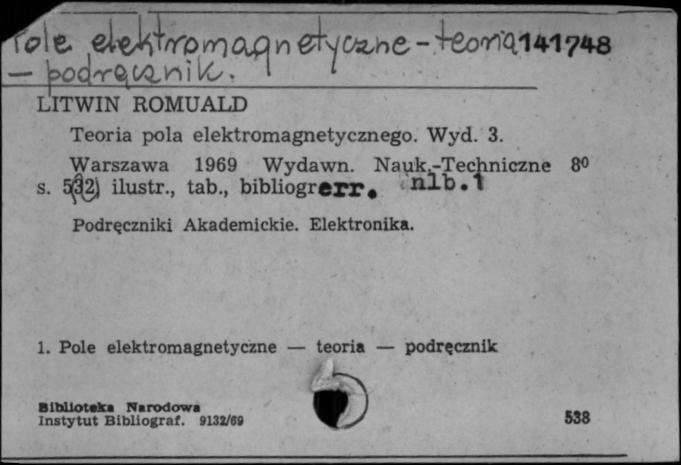 Pole elektromagnetyczne - teoria 141748
- podręcznik.
LITWIN ROMUALD
Teoria pola elektromagnetycznego. Wyd. 3.
Warszawa 1969 Wydawn. Nauk.-Techniczne 8⁰
s. 532, ilustr., tab., bibliogr err. nlb.1
Podręczniki Akademickie. Elektronika.
1. Pole elektromagnetyczne — teoria — podręcznik
Biblioteka Narodowa
Instytut Bibliograf. 9132/69 538